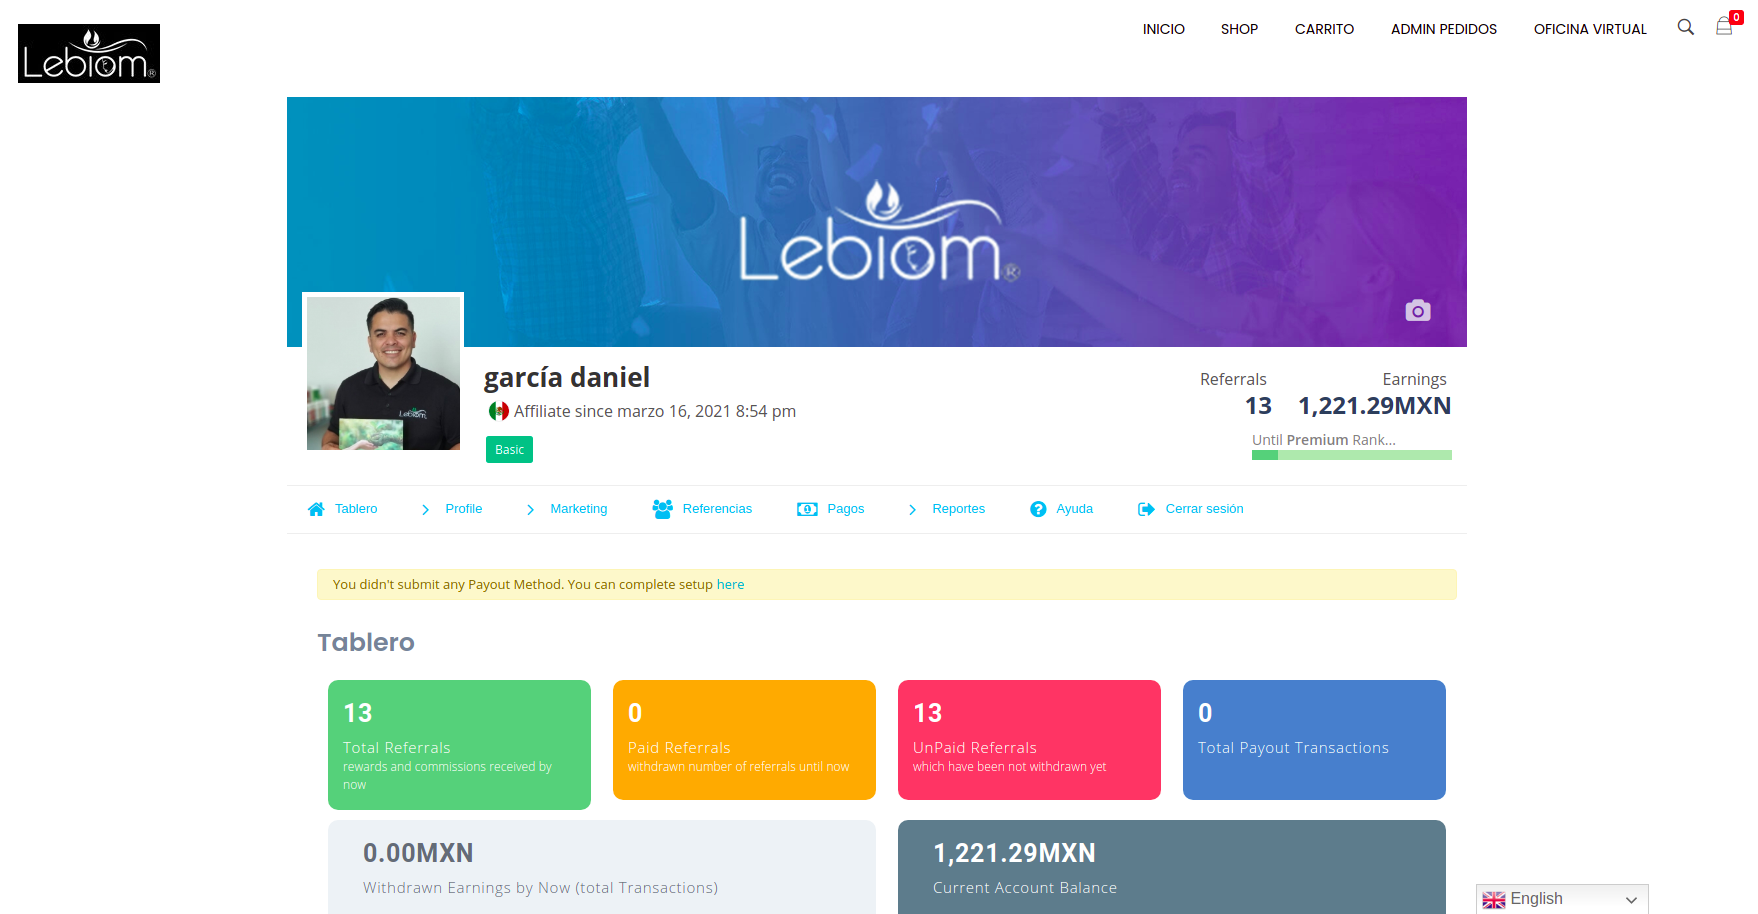 Lebiom®
INICIO SHOP CARRITO ADMIN PEDIDOS OFICINA VIRTUAL 0
Lebiom®
Lebiom
garcía daniel
Affiliate since marzo 16, 2021 8:54 pm
Basic
Referrals Earnings
13 1,221.29MXN
Until Premium Rank...
Tablero Profile Marketing Referencias Pagos Reportes Ayuda Cerrar sesión
You didn't submit any Payout Method. You can complete setup here
Tablero
13
Total Referrals
rewards and commissions received by
now
0
Paid Referrals
withdrawn number of referrals until now
13
UnPaid Referrals
which have been not withdrawn yet
0
Total Payout Transactions
0.00MXN
Withdrawn Earnings by Now (total Transactions)
1,221.29MXN
Current Account Balance
English